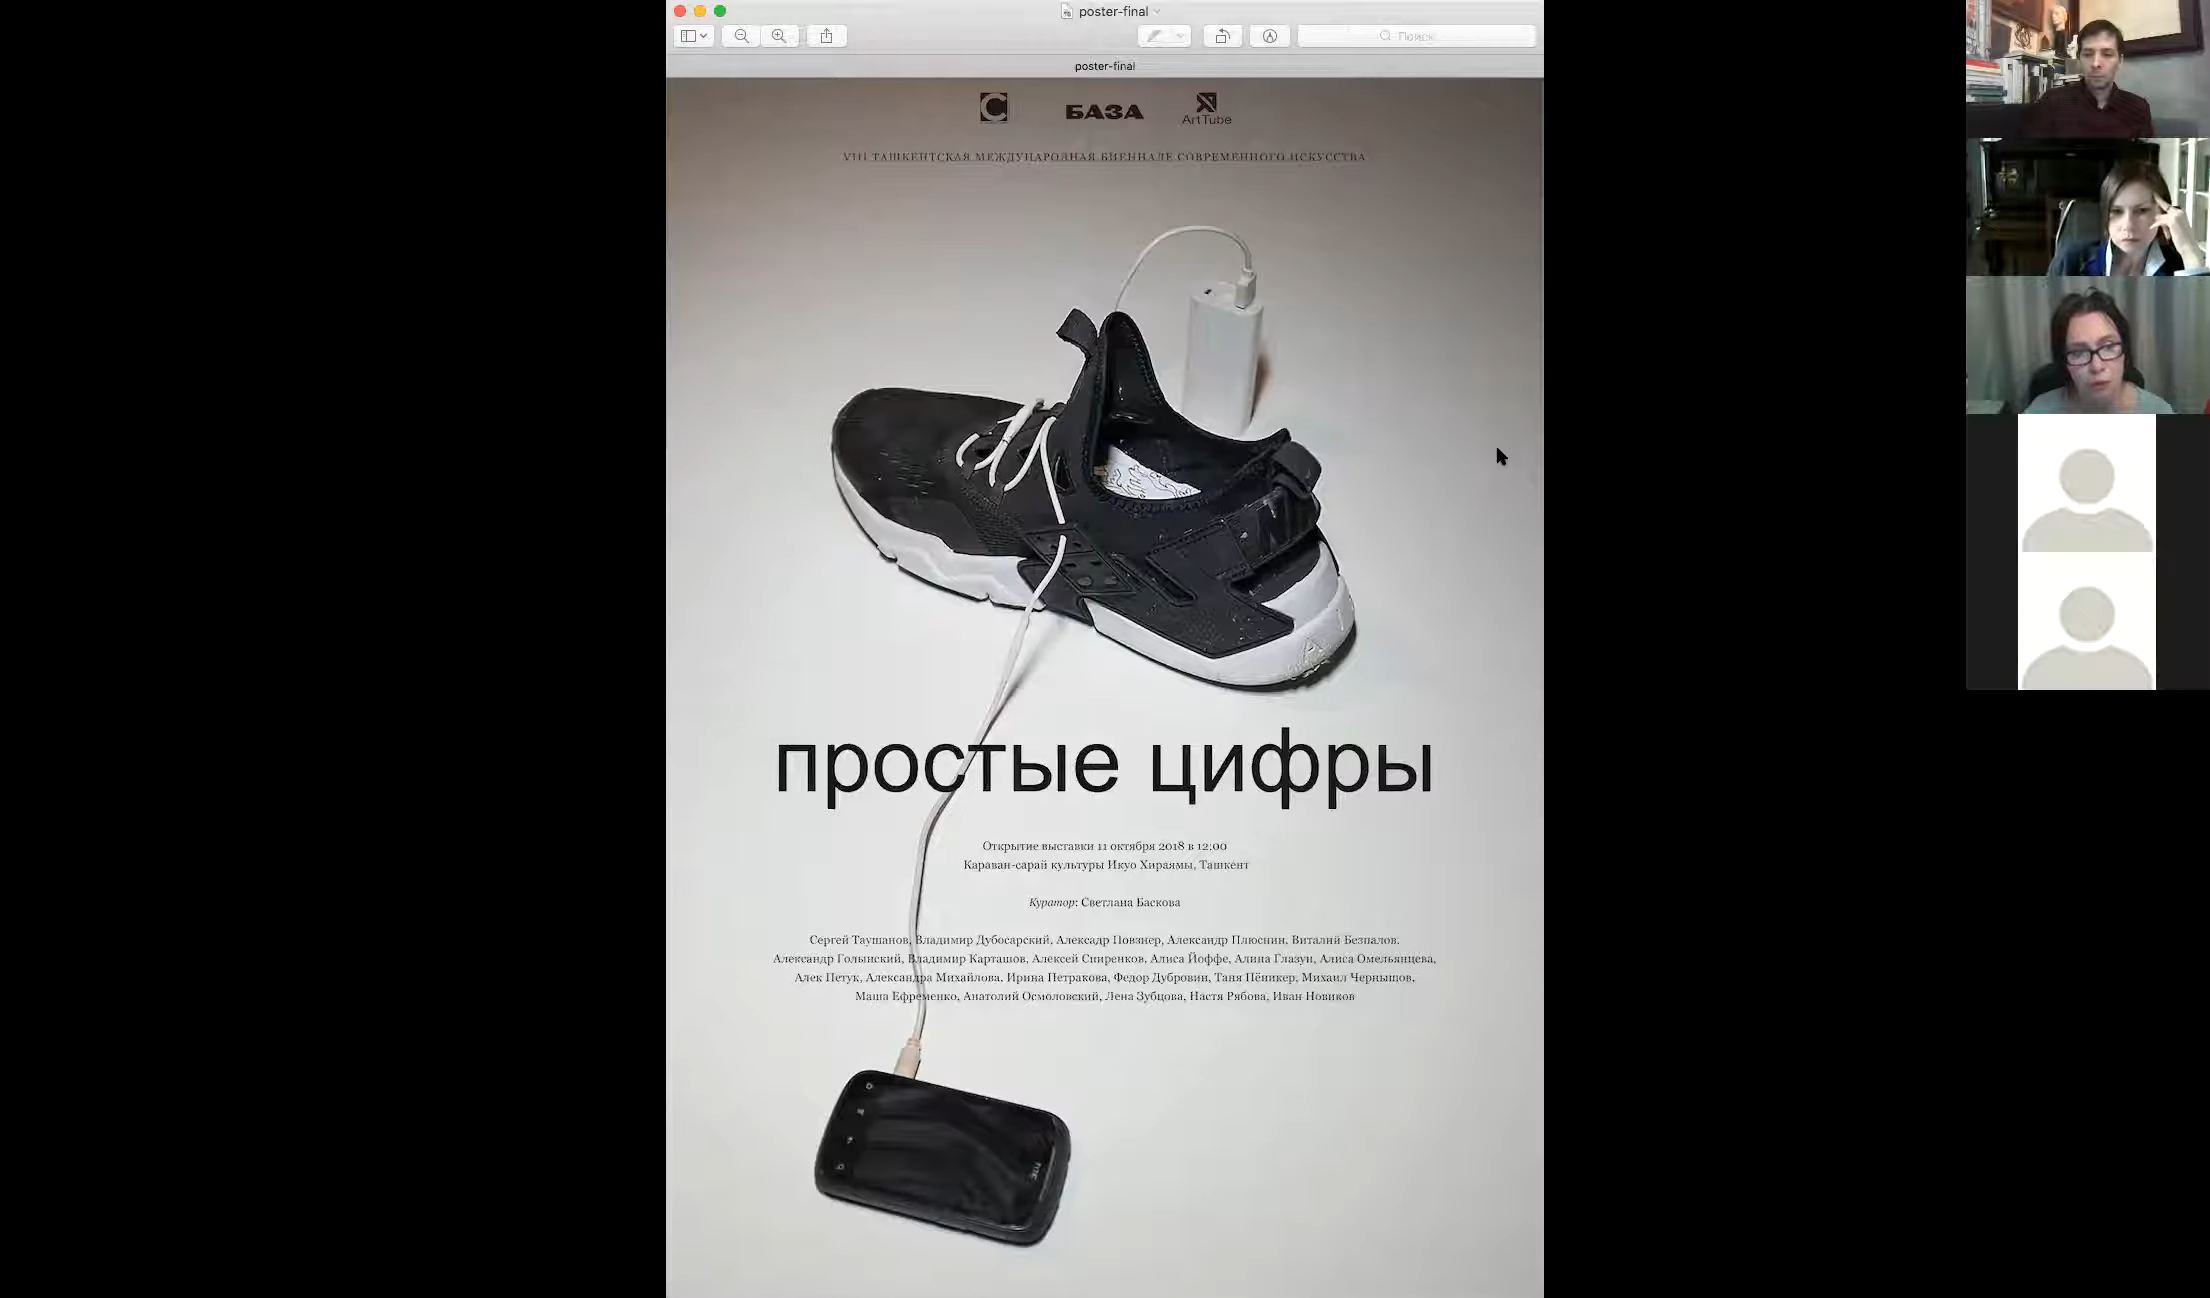 poster-final
Поиск
poster-final
C
БАЗА
ArtTube
VIII ТАШКЕНТСКАЯ МЕЖДУНАРОДНАЯ БИЕННАЛЕ СОВРЕМЕННОГО ИСКУССТВА
простые цифры
Открытие выставки 11 октября 2018 в 12:00
Караван-сарай культуры Икуо Хираямы, Ташкент
Куратор: Светлана Баскова
Сергей Таушанов, Владимир Дубосарский, Алексадр Повзнер, Александр Плюснин, Виталий Безпалов,
Александр Голынский, Владимир Карташов, Алексей Спиренков, Алиса Йоффе, Алина Глазун, Алиса Омельянцева,
Алек Петук, Александра Михайлова, Ирина Петракова, Федор Дубровин, Таня Пёникер, Михаил Чернышов,
Маша Ефременко, Анатолий Осмоловский, Лена Зубцова, Настя Рябова, Иван Новиков